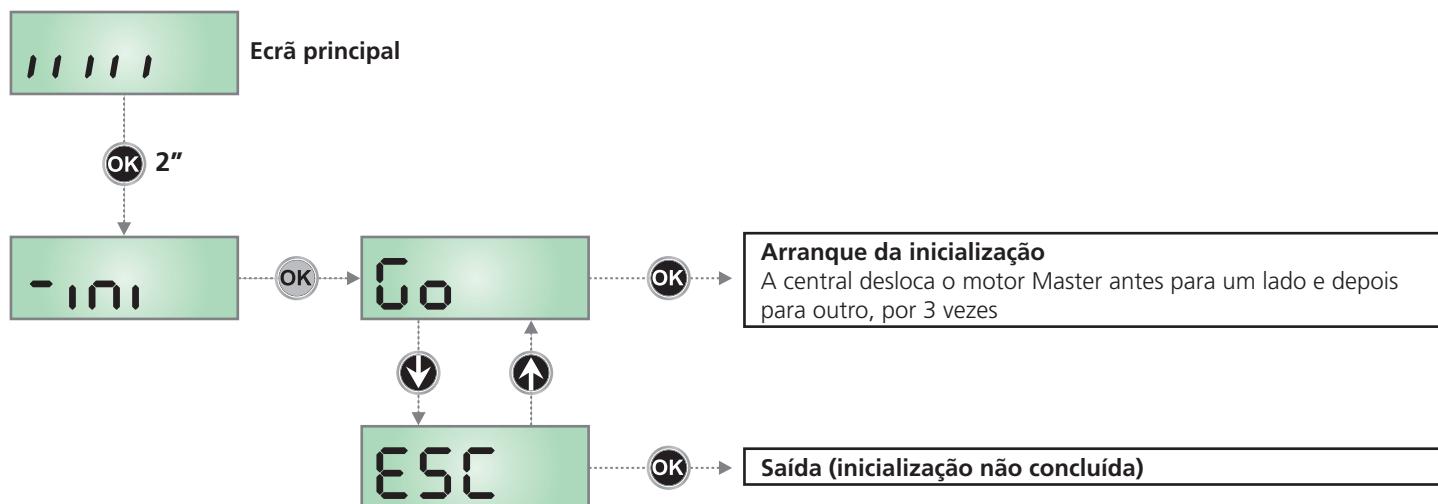 Ecrã principal
OK 2"
-ini
OK
Go
OK
Arranque da inicialização
A central desloca o motor Master antes para um lado e depois
para outro, por 3 vezes
ESC
OK
Saída (inicialização não concluída)